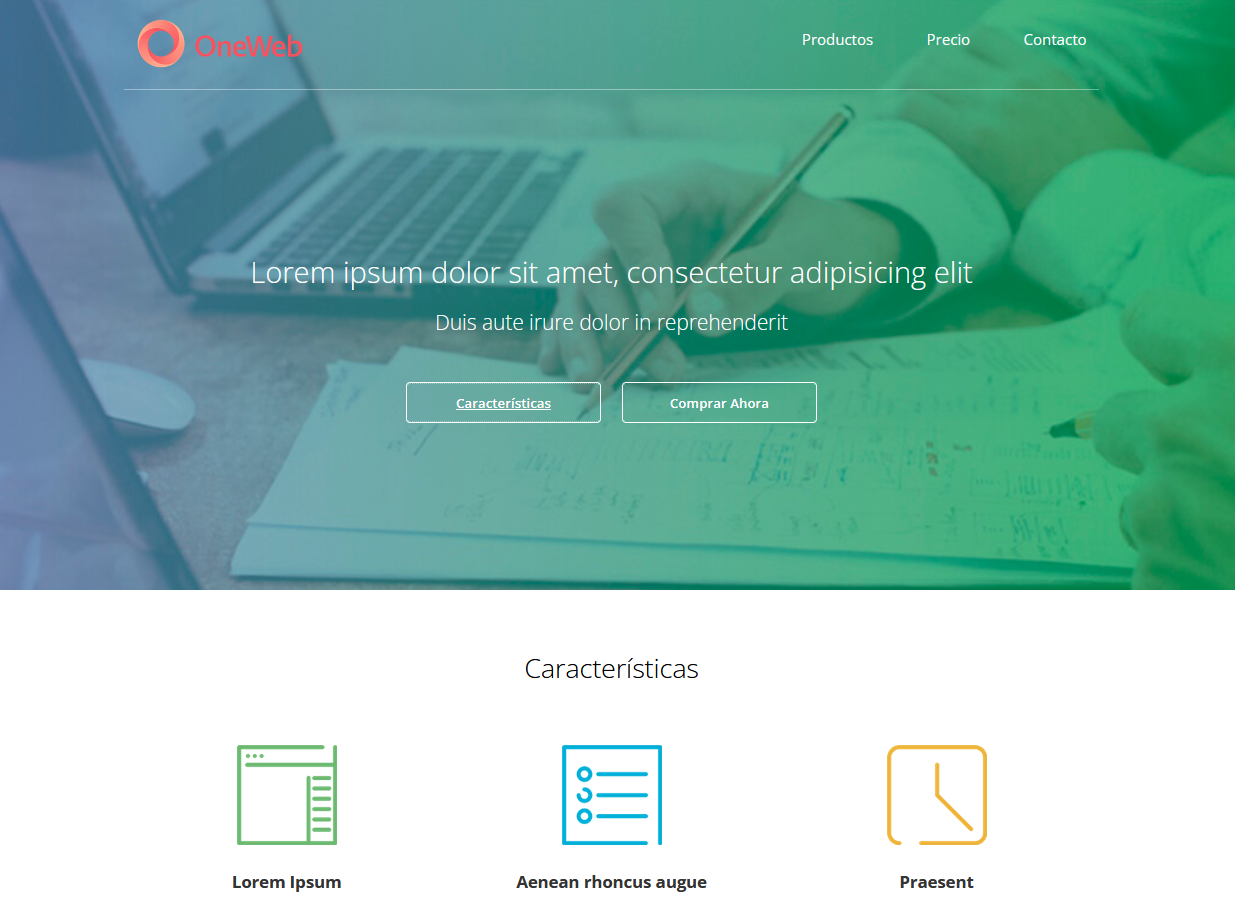 OneWeb
Productos Precio Contacto
Lorem ipsum dolor sit amet, consectetur adipisicing elit
Duis aute irure dolor in reprehenderit
Características Comprar Ahora
Características
Lorem Ipsum Aenean rhoncus augue Praesent